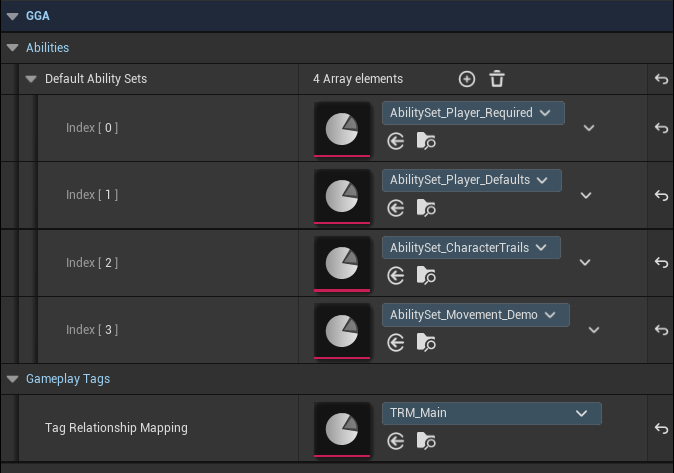 GGA
Abilities
Default Ability Sets 4 Array elements
Index [ 0 ] AbilitySet_Player_Required
Index [ 1 ] AbilitySet_Player_Defaults
Index [ 2 ] AbilitySet_CharacterTrails
Index [ 3 ] AbilitySet_Movement_Demo
Gameplay Tags
Tag Relationship Mapping TRM_Main